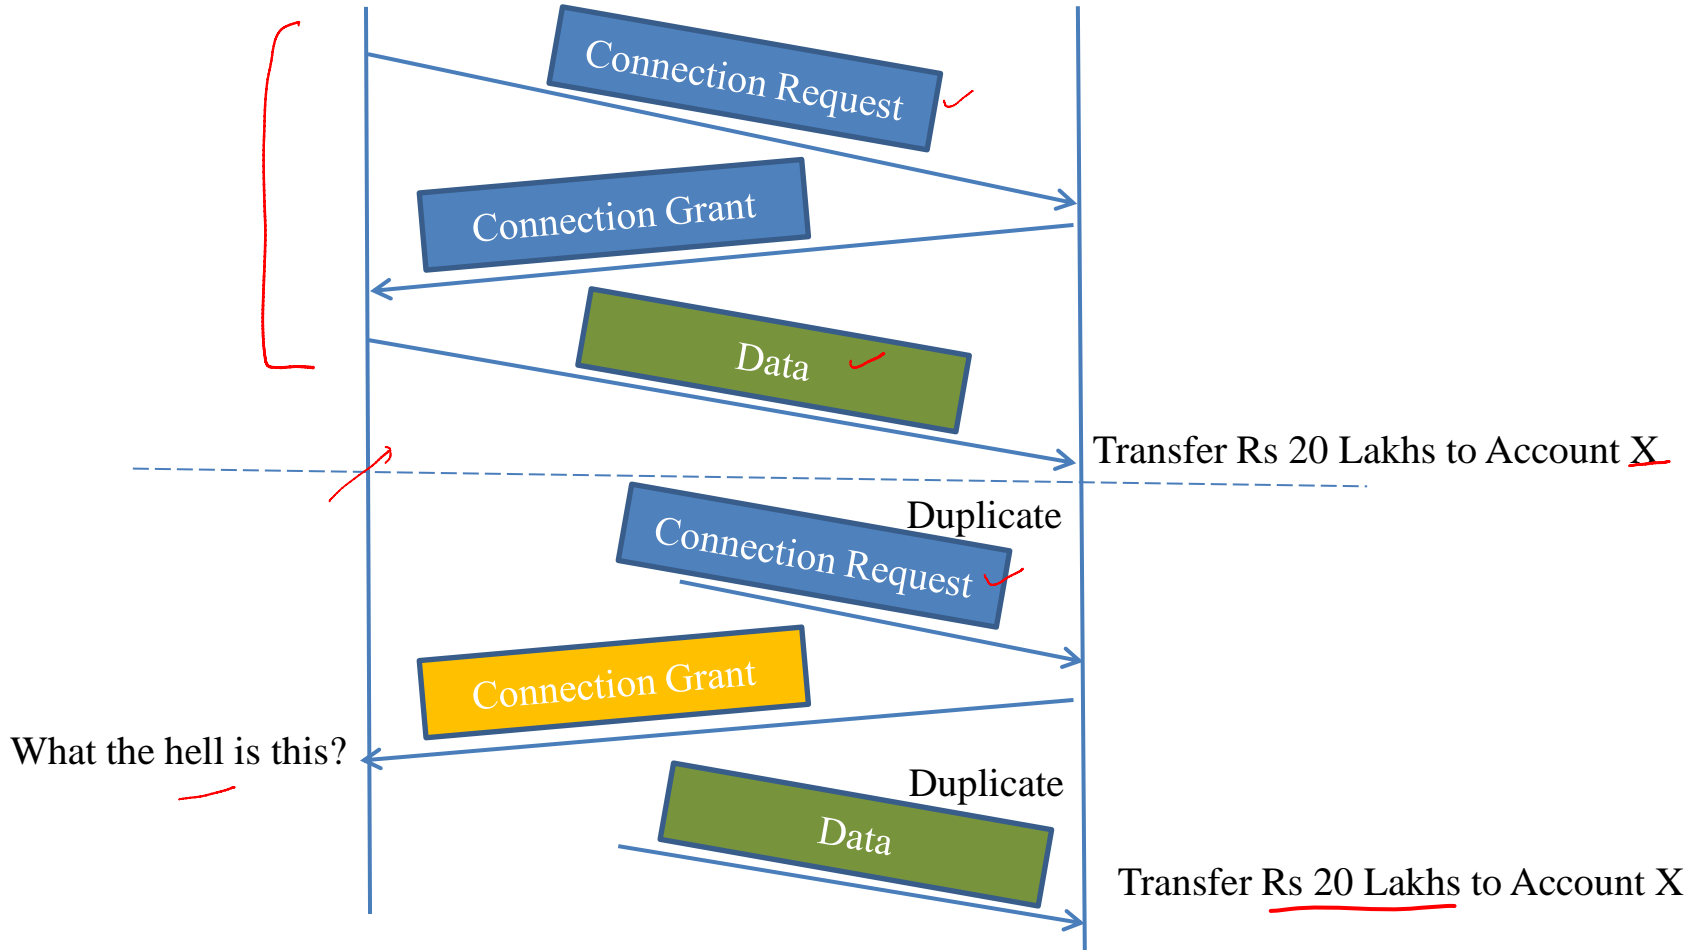 Connection Request
Connection Grant
Data
Transfer Rs 20 Lakhs to Account X
Duplicate
Connection Request
Connection Grant
What the hell is this?
Duplicate
Data
Transfer Rs 20 Lakhs to Account X